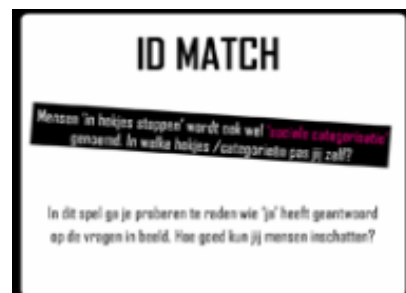 ID MATCH
Mensen 'in hokjes stoppen' wordt ook wel 'sociale categorisatie'
genoemd. In welke hokjes /categorieën pas jij zelf?
In dit spel ga je proberen te raden wie 'ja' heeft geantwoord
op de vragen in beeld. Hoe goed kun jij mensen inschatten?